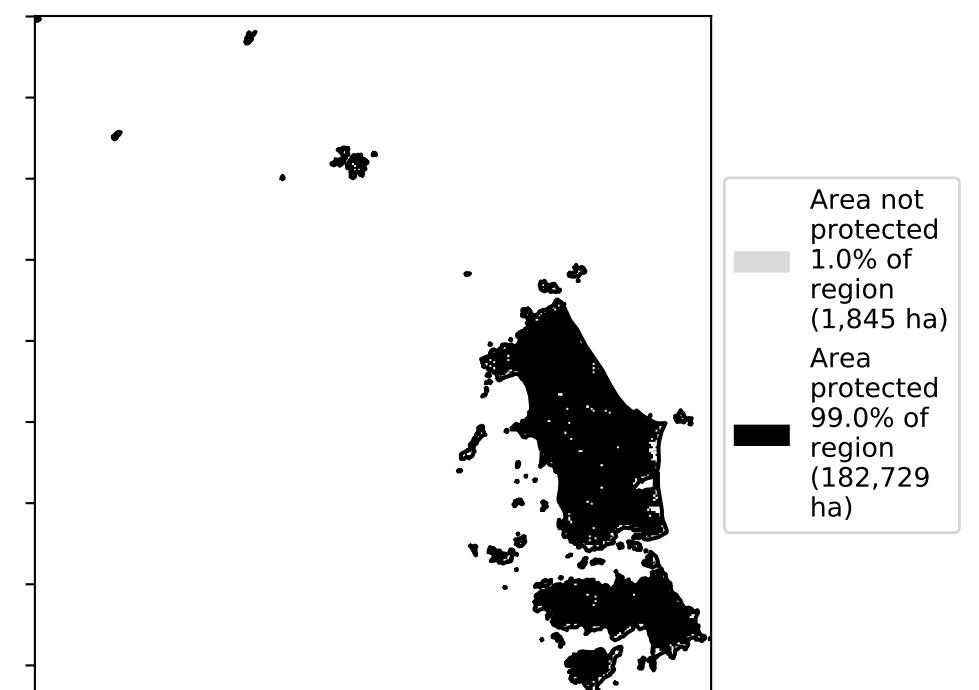 Area not
protected
1.0% of
region
(1,845 ha)
Area
protected
99.0% of
region
(182,729
ha)